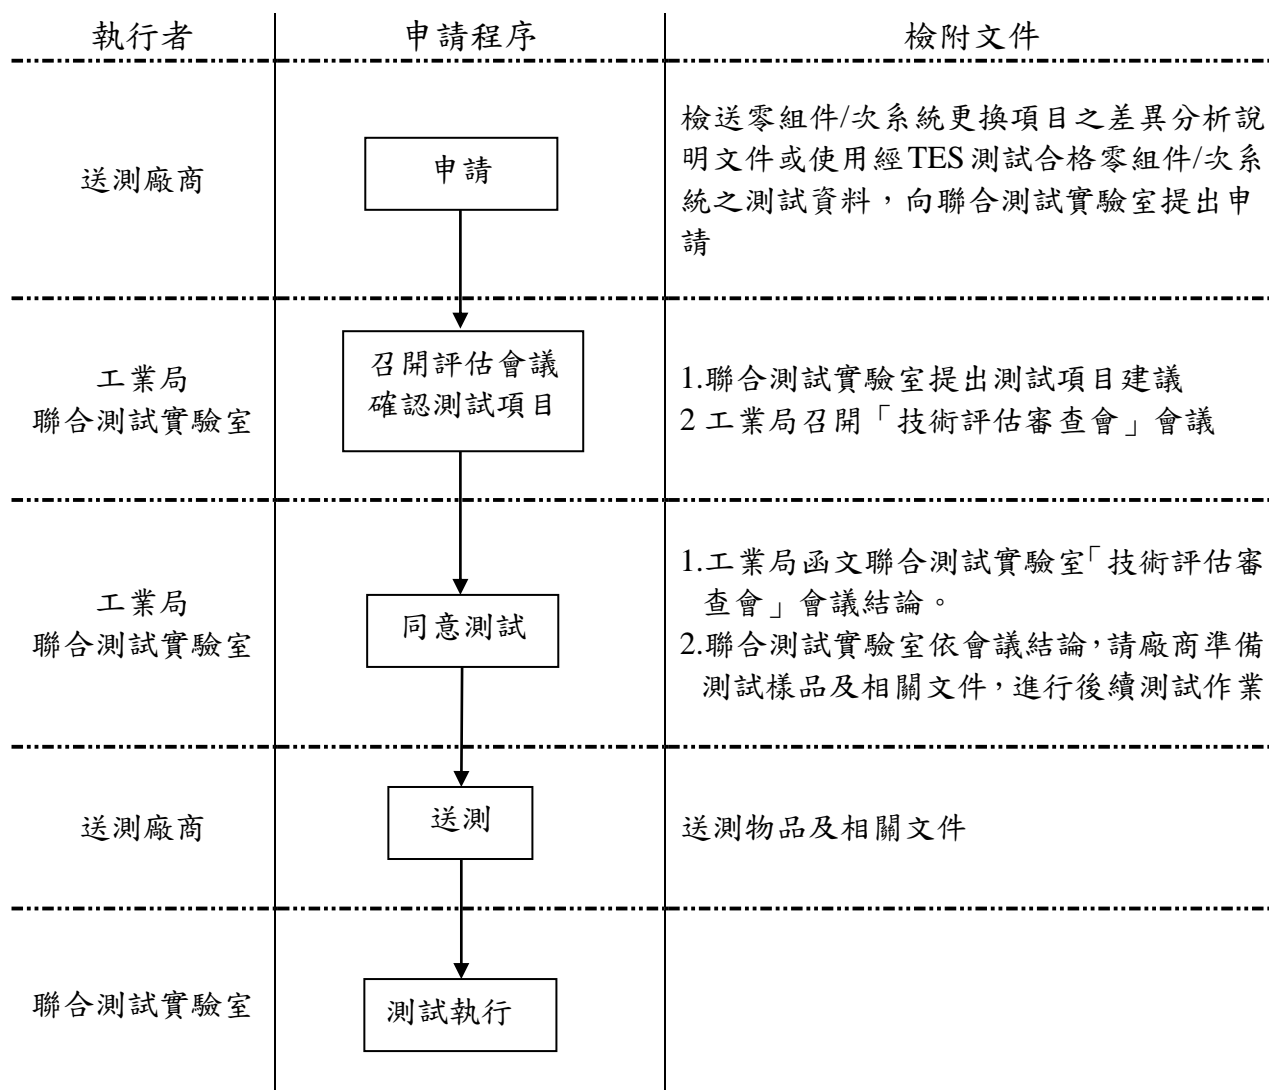 執行者 申請程序 檢附文件
送測廠商
申請
檢送零組件/次系統更換項目之差異分析說
明文件或使用經TES測試合格零組件/次系
統之測試資料，向聯合測試實驗室提出申
請
工業局
聯合測試實驗室
召開評估會議
確認測試項目
1.聯合測試實驗室提出測試項目建議
2工業局召開「技術評估審查會」會議
工業局
聯合測試實驗室
同意測試
1.工業局函文聯合測試實驗室「技術評估審
查會」會議結論。
2.聯合測試實驗室依會議結論，請廠商準備
測試樣品及相關文件，進行後續測試作業
送測廠商
送測
送測物品及相關文件
聯合測試實驗室
測試執行